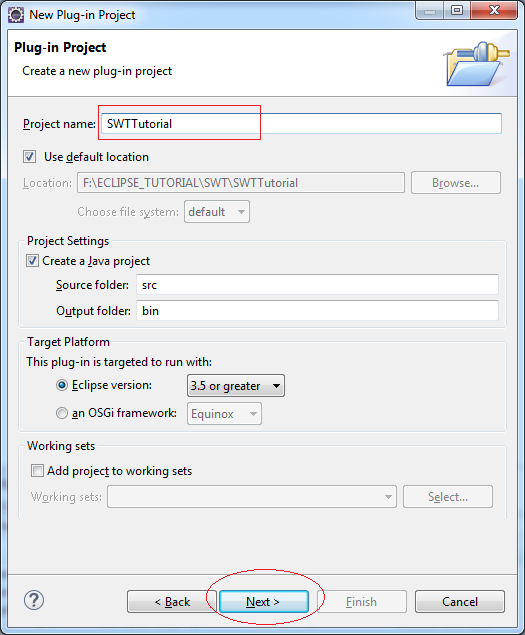 New Plug-in Project
Plug-in Project
Create a new plug-in project
Project name: SWTTutorial
Use default location
Location: F:\ECLIPSE_TUTORIAL\SWT\SWTTutorial Browse...
Choose file system: default
Project Settings
Create a Java project
Source folder: src
Output folder: bin
Target Platform
This plug-in is targeted to run with:
Eclipse version: 3.5 or greater
an OSGi framework: Equinox
Working sets
Add project to working sets
Working sets: Select...
? < Back Next > Finish Cancel